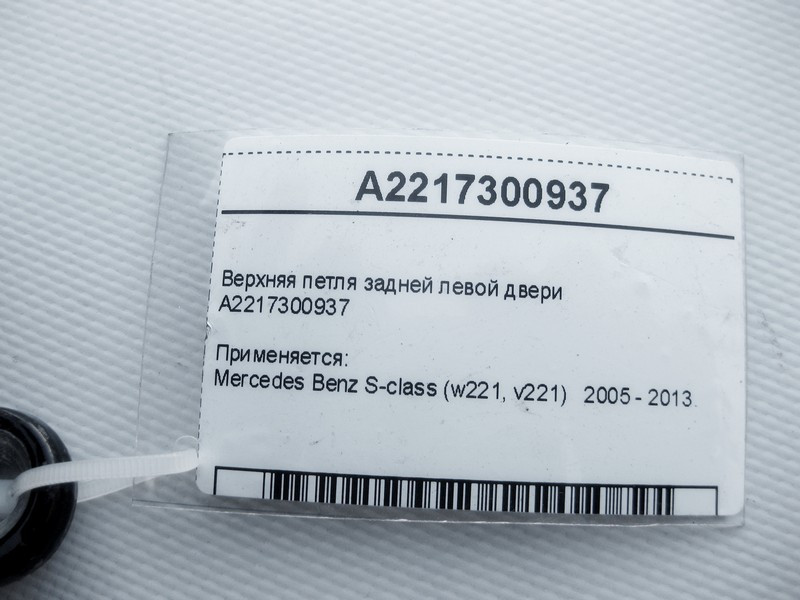 A2217300937
Верхняя петля задней левой двери
A2217300937
Применяется:
Mercedes Benz S-class (w221, v221) 2005 - 2013